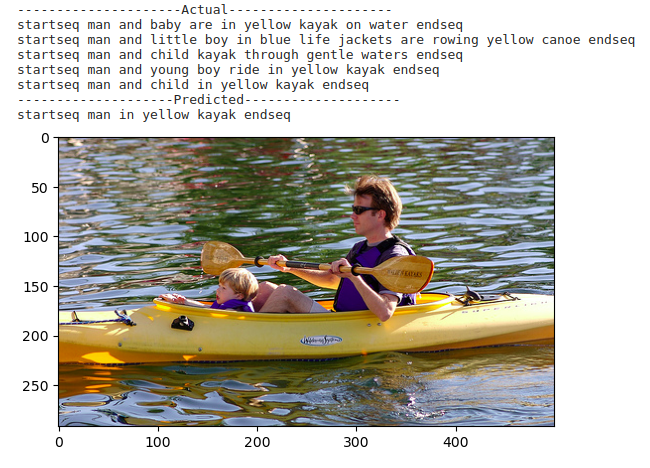 ---------------------Actual---------------------
startseq man and baby are in yellow kayak on water endseq
startseq man and little boy in blue life jackets are rowing yellow canoe endseq
startseq man and child kayak through gentle waters endseq
startseq man and young boy ride in yellow kayak endseq
startseq man and child in yellow kayak endseq
--------------------Predicted--------------------
startseq man in yellow kayak endseq
0
50
100
150
200
250
0 100 200 300 400